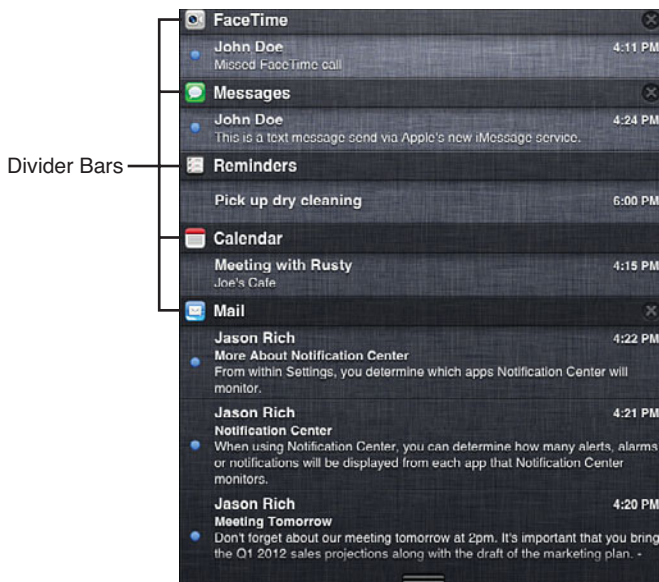 FaceTime
John Doe 4:11 PM
Missed FaceTime call
Messages
John Doe 4:24 PM
This is a text message send via Apple's new iMessage service.
Divider Bars
Reminders
Pick up dry cleaning 6:00 PM
Calendar
Meeting with Rusty 4:15 PM
Joe's Cafe
Mail
Jason Rich 4:22 PM
More About Notification Center
From within Settings, you determine which apps Notification Center will
monitor.
Jason Rich 4:21 PM
Notification Center
When using Notification Center, you can determine how many alerts, alarms
or notifications will be displayed from each app that Notification Center
monitors.
Jason Rich 4:20 PM
Meeting Tomorrow
Don't forget about our meeting tomorrow at 2pm. It's important that you bring
the Q1 2012 sales projections along with the draft of the marketing plan. -